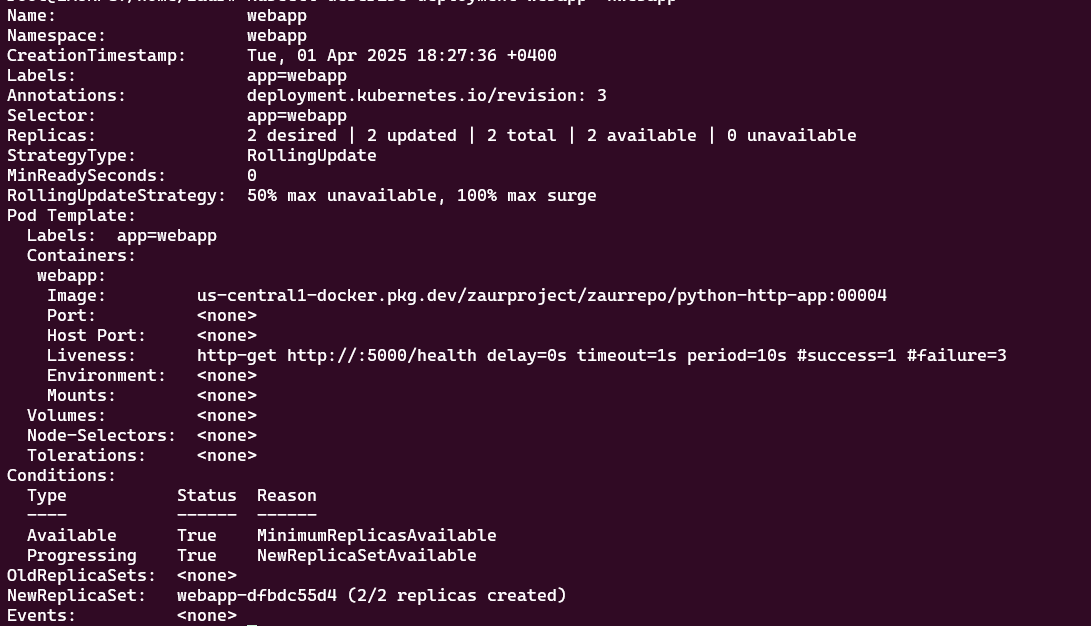 Name:                   webapp
Namespace:              webapp
CreationTimestamp:      Tue, 01 Apr 2025 18:27:36 +0400
Labels:                 app=webapp
Annotations:            deployment.kubernetes.io/revision: 3
Selector:               app=webapp
Replicas:               2 desired | 2 updated | 2 total | 2 available | 0 unavailable
StrategyType:           RollingUpdate
MinReadySeconds:        0
RollingUpdateStrategy:  50% max unavailable, 100% max surge
Pod Template:
  Labels:  app=webapp
  Containers:
   webapp:
    Image:         us-central1-docker.pkg.dev/zaurproject/zaurrepo/python-http-app:00004
    Port:          <none>
    Host Port:     <none>
    Liveness:      http-get http://:5000/health delay=0s timeout=1s period=10s #success=1 #failure=3
    Environment:   <none>
    Mounts:        <none>
  Volumes:         <none>
  Node-Selectors:  <none>
  Tolerations:     <none>
Conditions:
  Type           Status  Reason
  ----           ------  ------
  Available      True    MinimumReplicasAvailable
  Progressing    True    NewReplicaSetAvailable
OldReplicaSets:  <none>
NewReplicaSet:   webapp-dfbdc55d4 (2/2 replicas created)
Events:          <none>